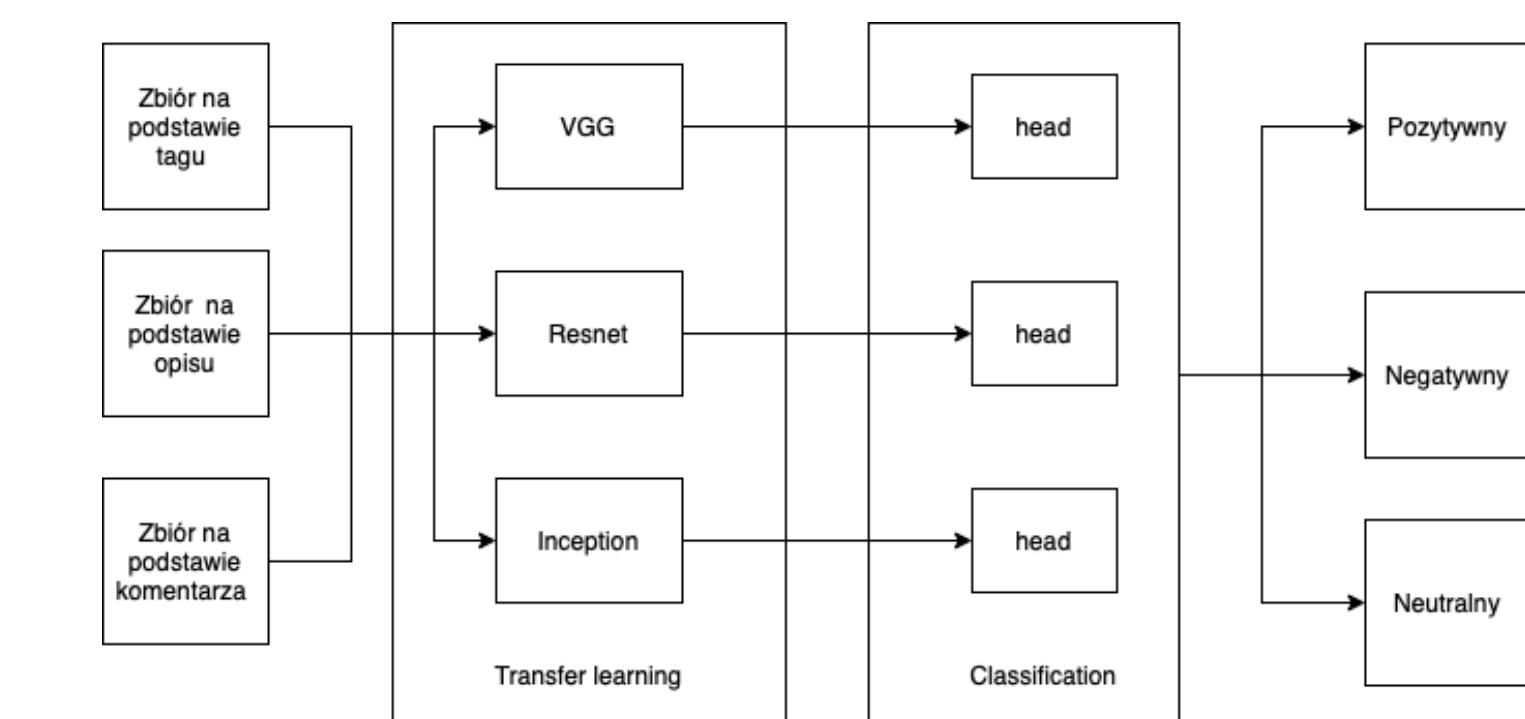 Zbiór na
podstawie
tagu
Zbiór na
podstawie
opisu
Zbiór na
podstawie
komentarza
VGG
Resnet
Inception
Transfer learning
head
head
head
Classification
Pozytywny
Negatywny
Neutralny